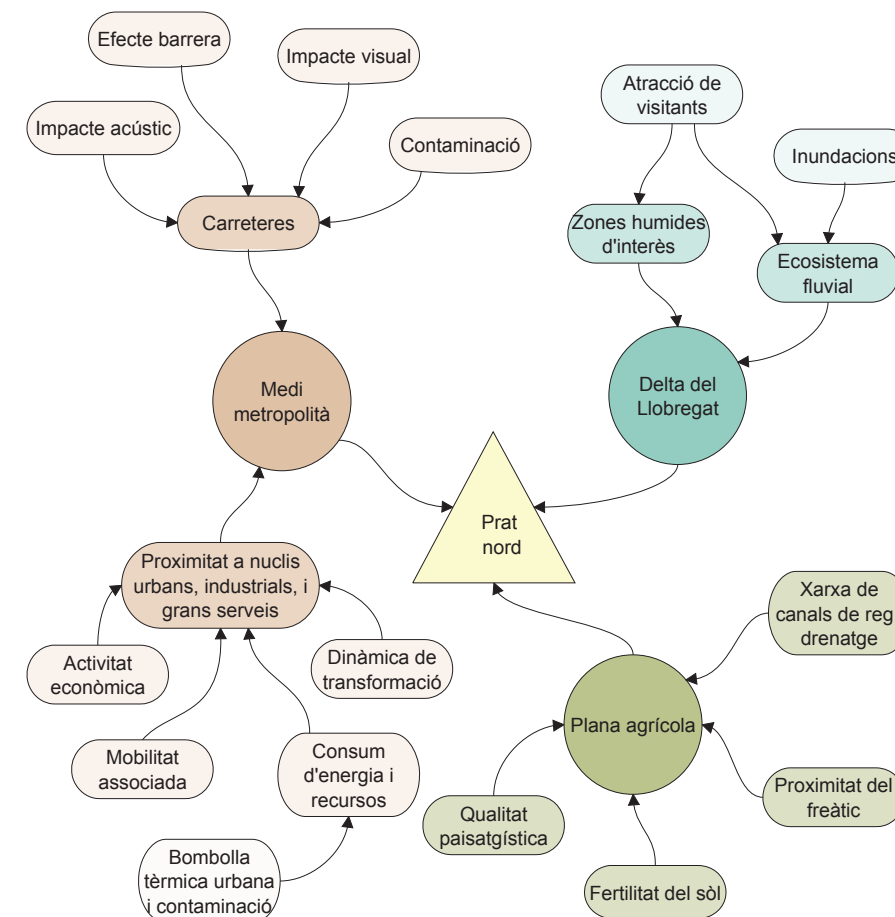 Efecte barrera
Impacte visual
Impacte acústic
Contaminació
Carreteres
Atracció de
visitants
Inundacions
Zones humides
d'interès
Ecosistema
fluvial
Medi
metropolità
Delta del
Llobregat
Prat
nord
Proximitat a nuclis
urbans, industrials, i
grans serveis
Activitat
econòmica
Dinàmica de
transformació
Mobilitat
associada
Consum
d'energia i
recursos
Bombolla
tèrmica urbana
i contaminació
Xarxa de
canals de reg
drenatge
Plana agrícola
Proximitat del
freàtic
Qualitat
paisatgística
Fertilitat del sòl